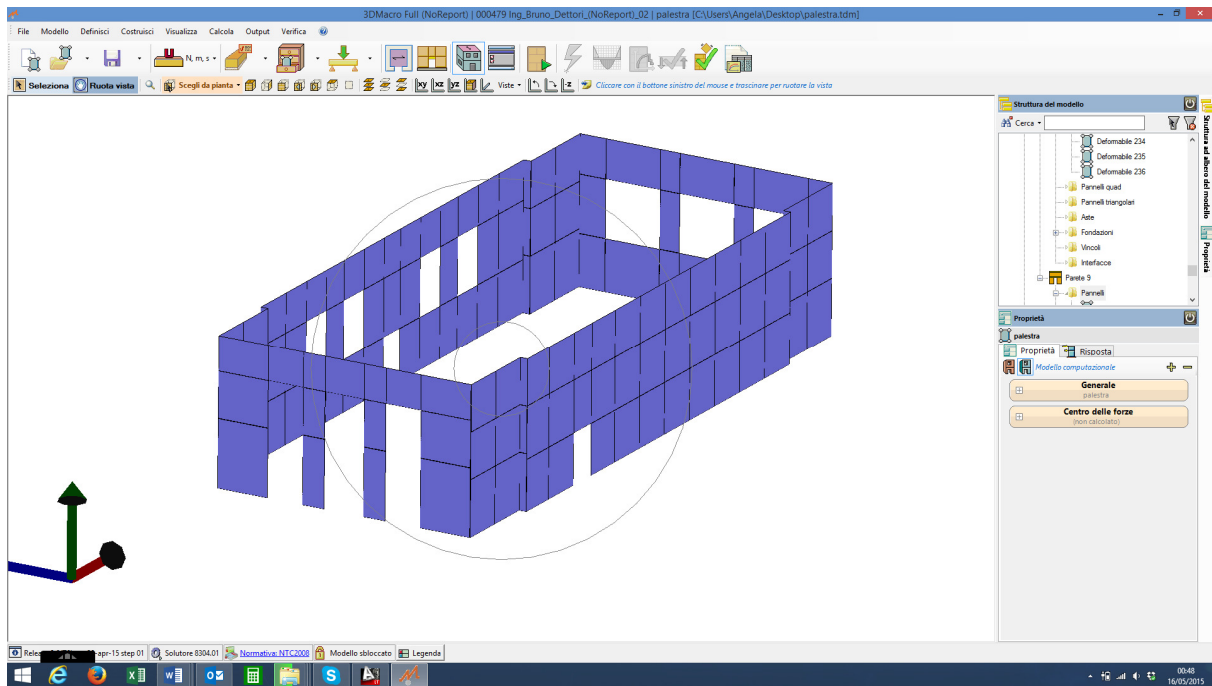 3DMacro Full (NoReport) | 000479 Ing_Bruno_Dettori_(NoReport)_02 | palestra [C:\Users\Angela\Desktop\palestra.tdm]
File Modello Definisci Costruisci Visualizza Calcola Output Verifica
N, m, s
Seleziona Ruota vista Scegli da pianta xy xz yz Viste -z Cliccare con il bottone sinistro del mouse e trascinare per ruotare la vista
Struttura del modello
Cerca
Deformabile 234
Deformabile 235
Deformabile 236
Pannelli quad
Pannelli triangolari
Aste
Fondazioni
Vincoli
Interfacce
Parete 9
Pannelli
Struttura ad albero del modello
Proprietà
Proprietà
palestra
Proprietà Risposta
Modello computazionale
Generale
palestra
Centro delle forze
(non calcolato)
-apr-15 step 01 Solutore 8304.01 Normativa: NTC2008 Modello sbloccato Legenda
00:48
16/05/2015